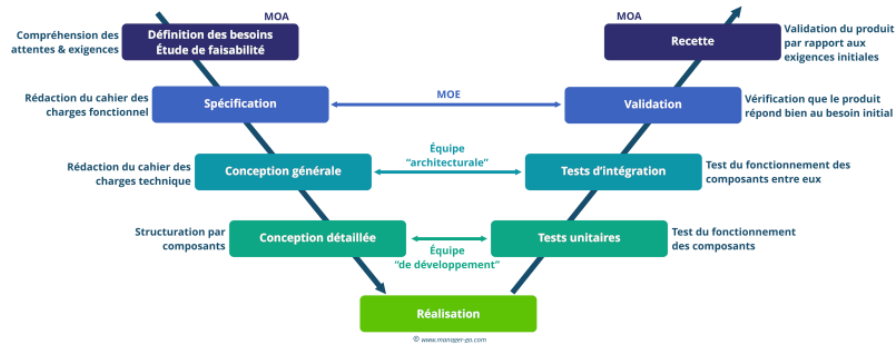 MOA
MOA
Compréhension des
attentes & exigences
Définition des besoins
Étude de faisabilité
Recette
Validation du produit
par rapport aux
exigences initiales
Rédaction du cahier des
charges fonctionnel
Spécification
MOE
Validation
Vérification que le produit
répond bien au besoin initial
Rédaction du cahier des
charges technique
Conception générale
Équipe
“architecturale”
Tests d’intégration
Test du fonctionnement des
composants entre eux
Structuration par
composants
Conception détaillée
Équipe
“de développement”
Tests unitaires
Test du fonctionnement
des composants
Réalisation
© www.manager-go.com